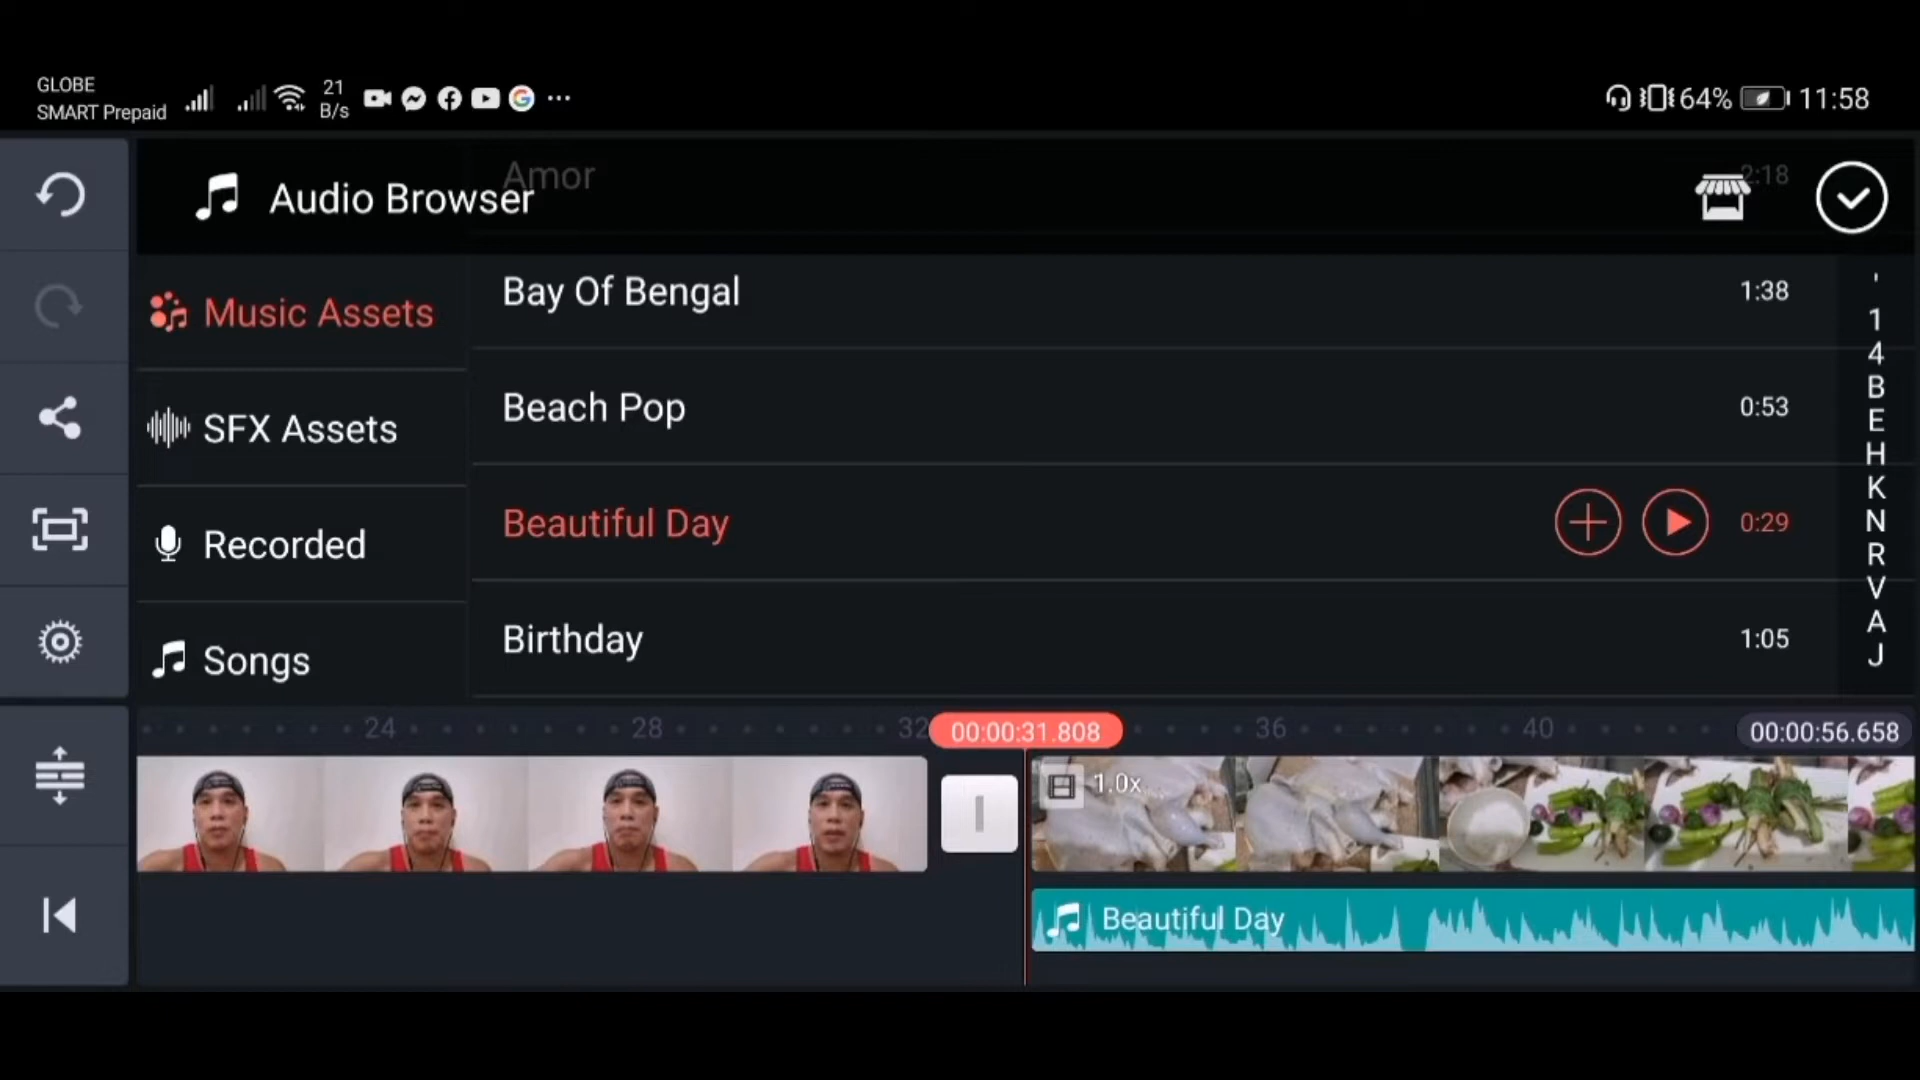 GLOBE
SMART Prepaid
21
B/s
64%
11:58
Amor
2:18
Audio Browser
Music Assets
SFX Assets
Recorded
Songs
Bay Of Bengal
1:38
Beach Pop
0:53
Beautiful Day
0:29
Birthday
1:05
'
1
4
B
E
H
K
N
R
V
A
J
24
28
32
00:00:31.808
36
40
00:00:56.658
1.0x
Beautiful Day